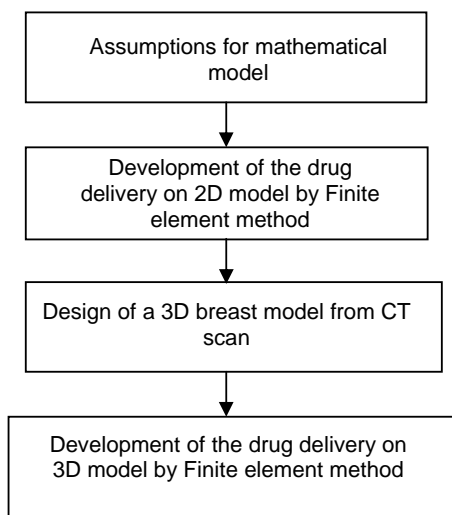 Assumptions for mathematical
model
Development of the drug
delivery on 2D model by Finite
element method
Design of a 3D breast model from CT
scan
Development of the drug delivery on
3D model by Finite element method